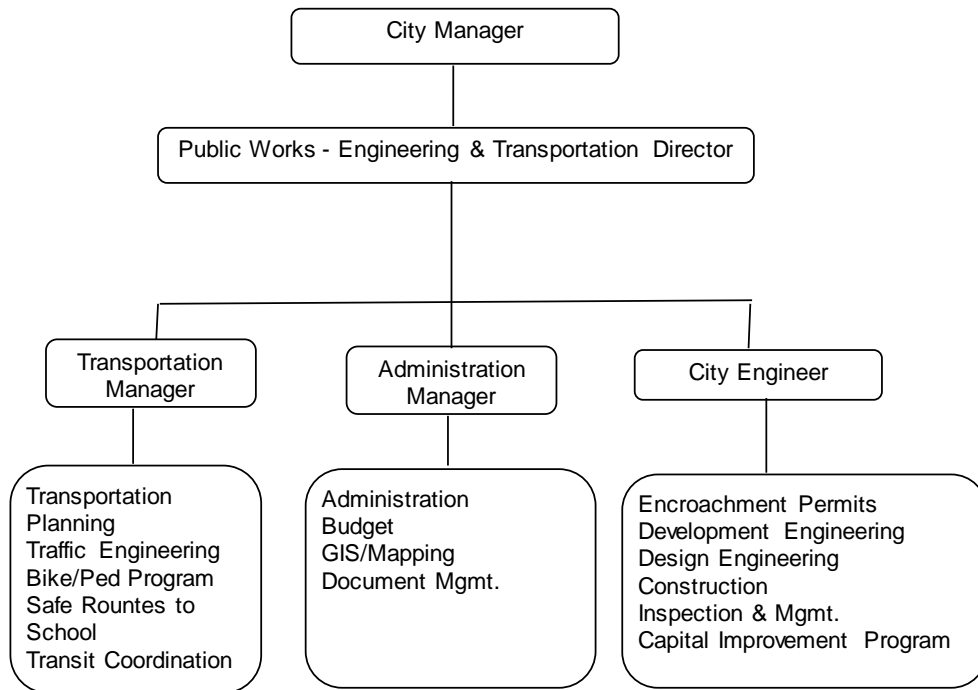 City Manager
Public Works - Engineering & Transportation Director
Transportation
Manager
Administration
Manager
City Engineer
Transportation
Planning
Traffic Engineering
Bike/Ped Program
Safe Rountes to
School
Transit Coordination
Administration
Budget
GIS/Mapping
Document Mgmt.
Encroachment Permits
Development Engineering
Design Engineering
Construction
Inspection & Mgmt.
Capital Improvement Program